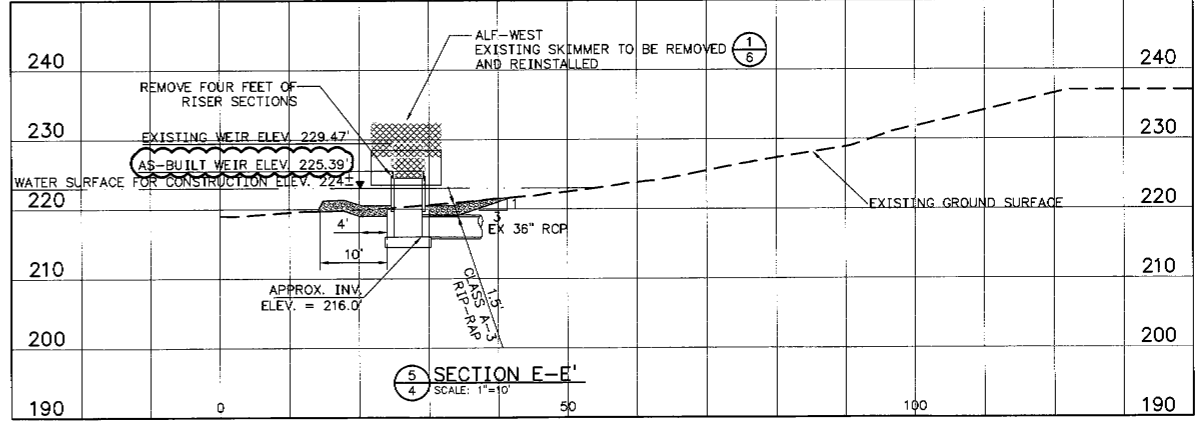 ALF-WEST
EXISTING SKIMMER TO BE REMOVED
AND REINSTALLED
1
6
240
240
REMOVE FOUR FEET OF
RISER SECTIONS
230
EXISTING WEIR ELEV. 229.47'
230
AS-BUILT WEIR ELEV. 225.39'
WATER SURFACE FOR CONSTRUCTION ELEV. 224±
220
1
3
EXISTING GROUND SURFACE
220
4'
EX 36" RCP
10'
210
210
APPROX. INV.
ELEV. = 216.0'
1.5'
CLASS A-3
RIP-RAP
200
200
5
4
SECTION E-E'
SCALE: 1"=10'
190
0
50
100
190